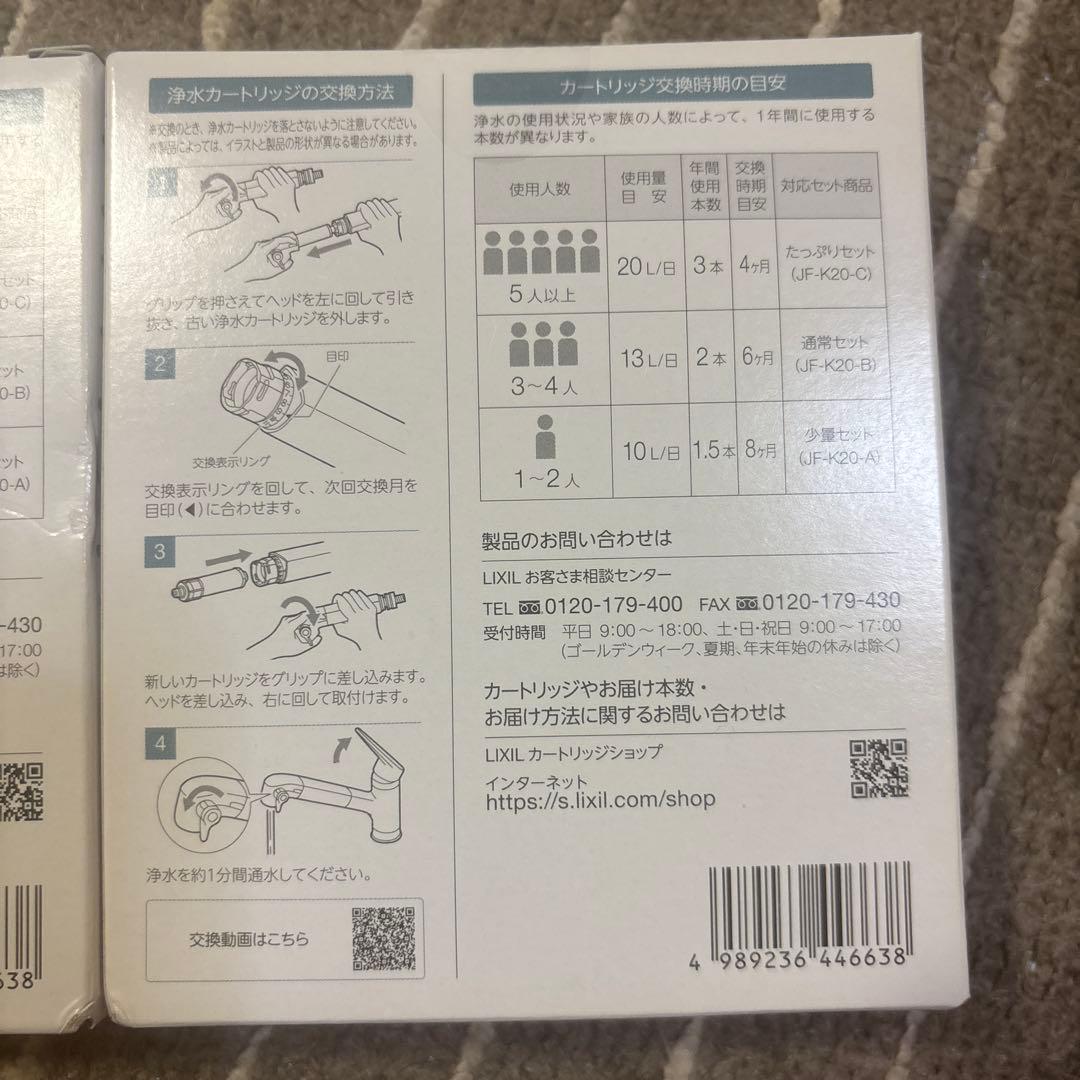 浄水カートリッジの交換方法
※交換のとき、浄水カートリッジを落とさないように注意してください。
※製品によっては、イラストと製品の形状が異なる場合があります。
1
グリップを押さえてヘッドを左に回して引き
抜き、古い浄水カートリッジを外します。
2
目印
交換表示リング
交換表示リングを回して、次回交換月を
目印(◀)に合わせます。
3
新しいカートリッジをグリップに差し込みます。
ヘッドを差し込み、右に回して取付けます。
4
浄水を約1分間通水してください。
交換動画はこちら
カートリッジ交換時期の目安
浄水の使用状況や家族の人数によって、1年間に使用する
本数が異なります。
使用人数 使用量目安 年間使用本数 交換時期目安 対応セット商品
5人以上 20L/日 3本 4ヶ月 たっぷりセット(JF-K20-C)
3〜4人 13L/日 2本 6ヶ月 通常セット(JF-K20-B)
1〜2人 10L/日 1.5本 8ヶ月 少量セット(JF-K20-A)
製品のお問い合わせは
LIXIL お客さま相談センター
TEL 0120-179-400 FAX 0120-179-430
受付時間 平日 9:00〜18:00、土・日・祝日 9:00〜17:00
(ゴールデンウィーク、夏期、年末年始の休みは除く)
カートリッジやお届け本数・
お届け方法に関するお問い合わせは
LIXIL カートリッジショップ
インターネット
https://s.lixil.com/shop
4 989236 446638
セット
0-C)
ット
0-B)
ット
0-A)
-430
17:00
は除く)
638